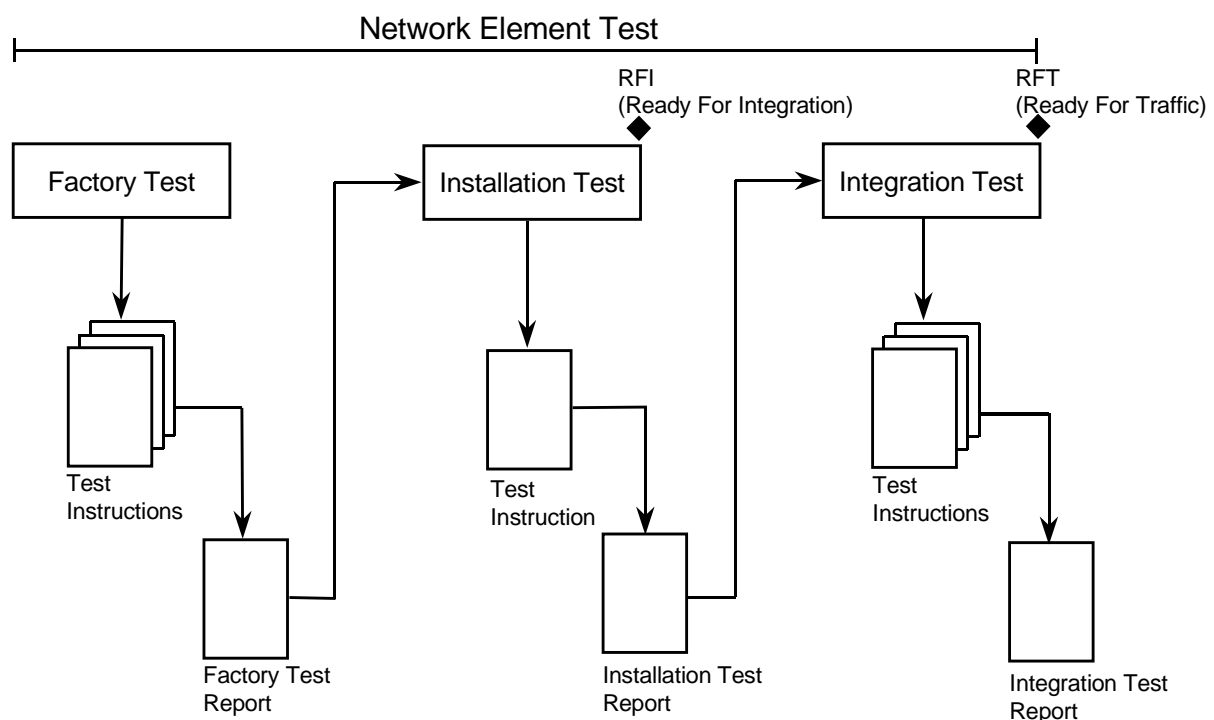 Network Element Test
RFI
(Ready For Integration)
RFT
(Ready For Traffic)
Factory Test
Installation Test
Integration Test
Test
Instructions
Test
Instruction
Test
Instructions
Factory Test
Report
Installation Test
Report
Integration Test
Report